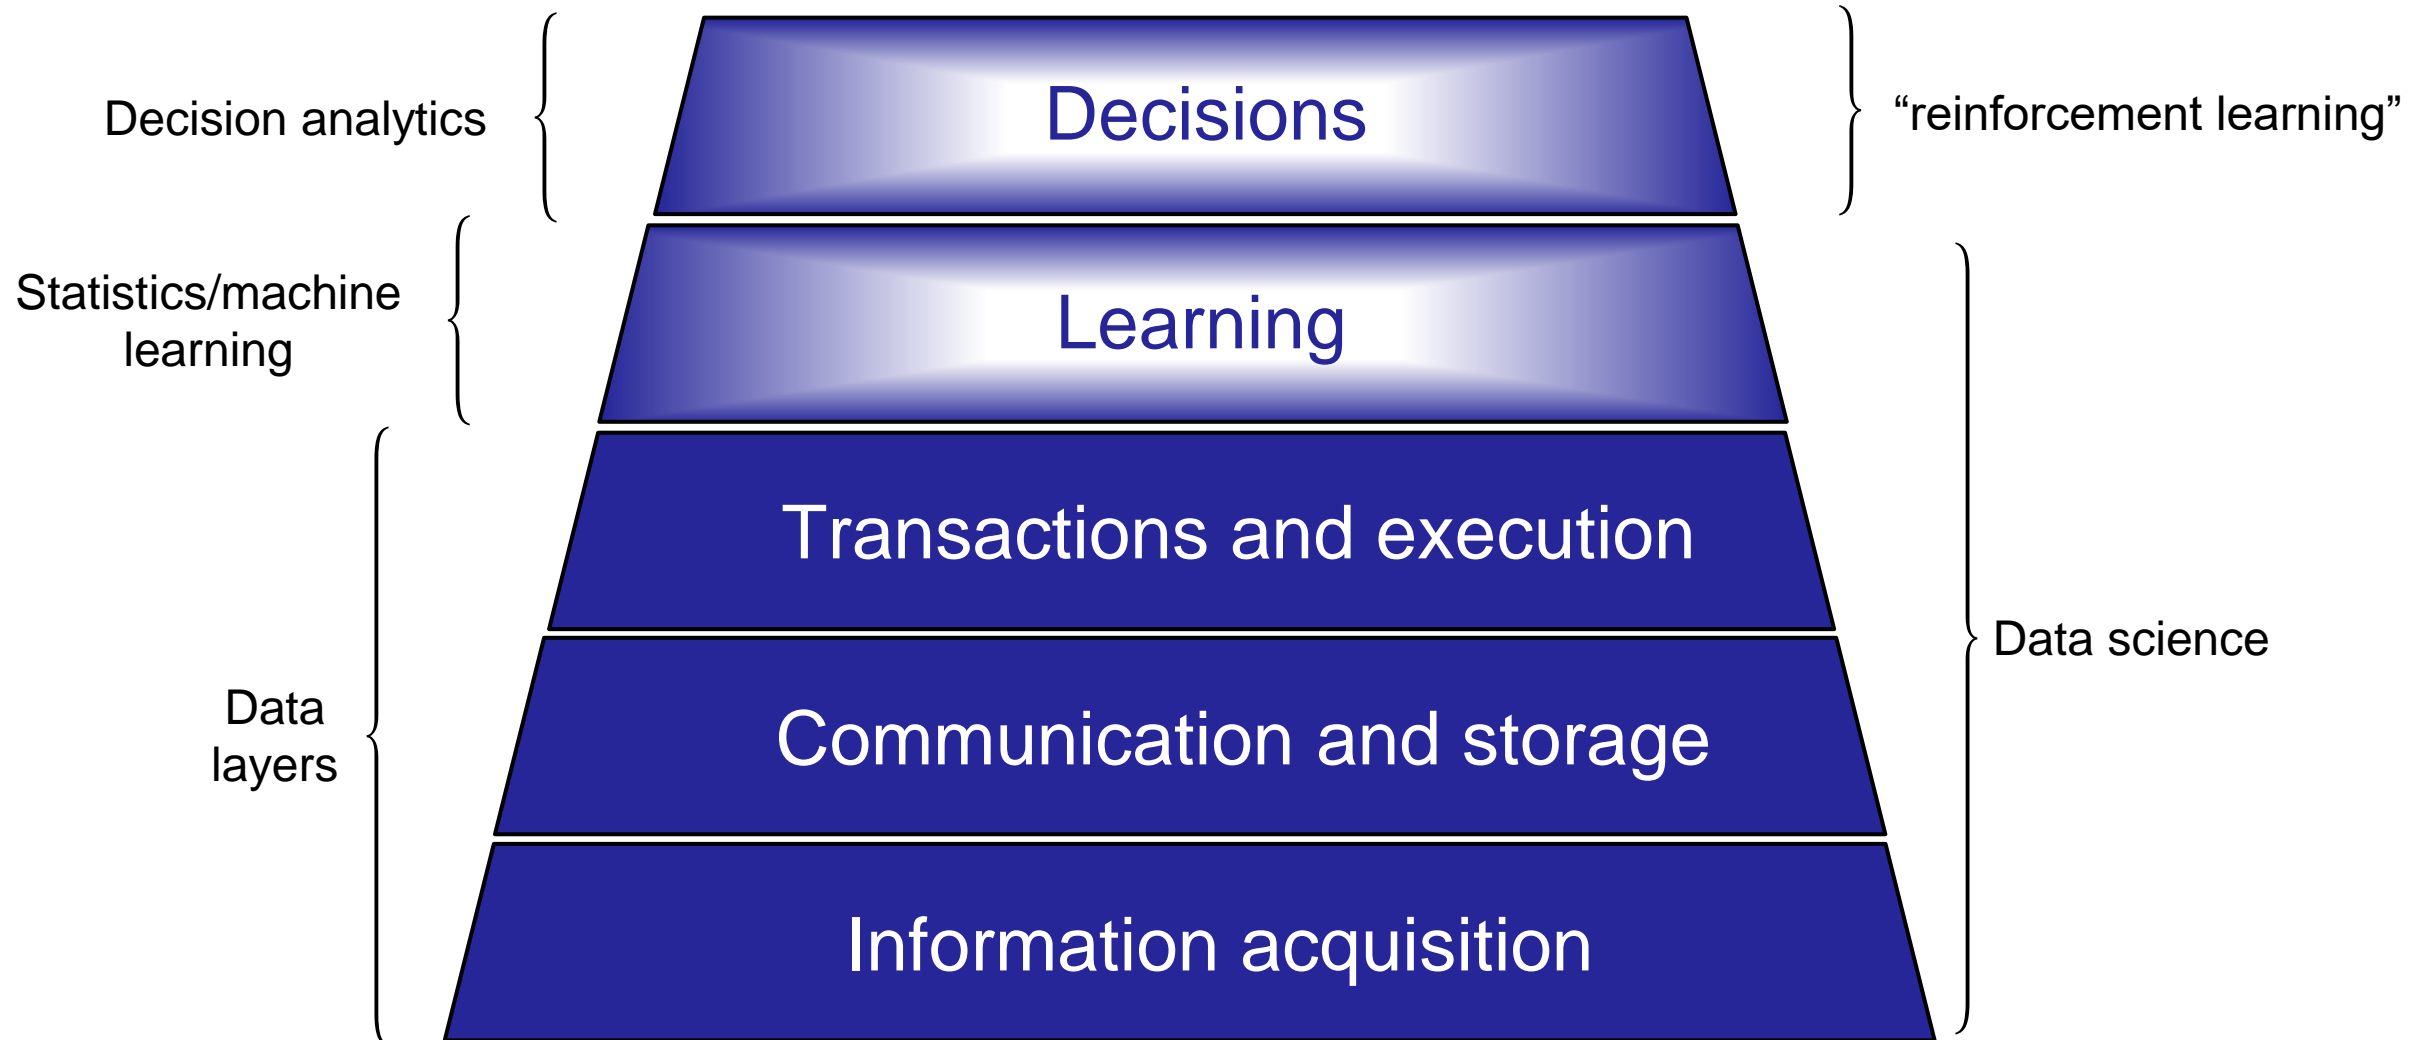 Decision analytics
Decisions
“reinforcement learning”
Statistics/machine
learning
Learning
Transactions and execution
Data science
Data
layers
Communication and storage
Information acquisition